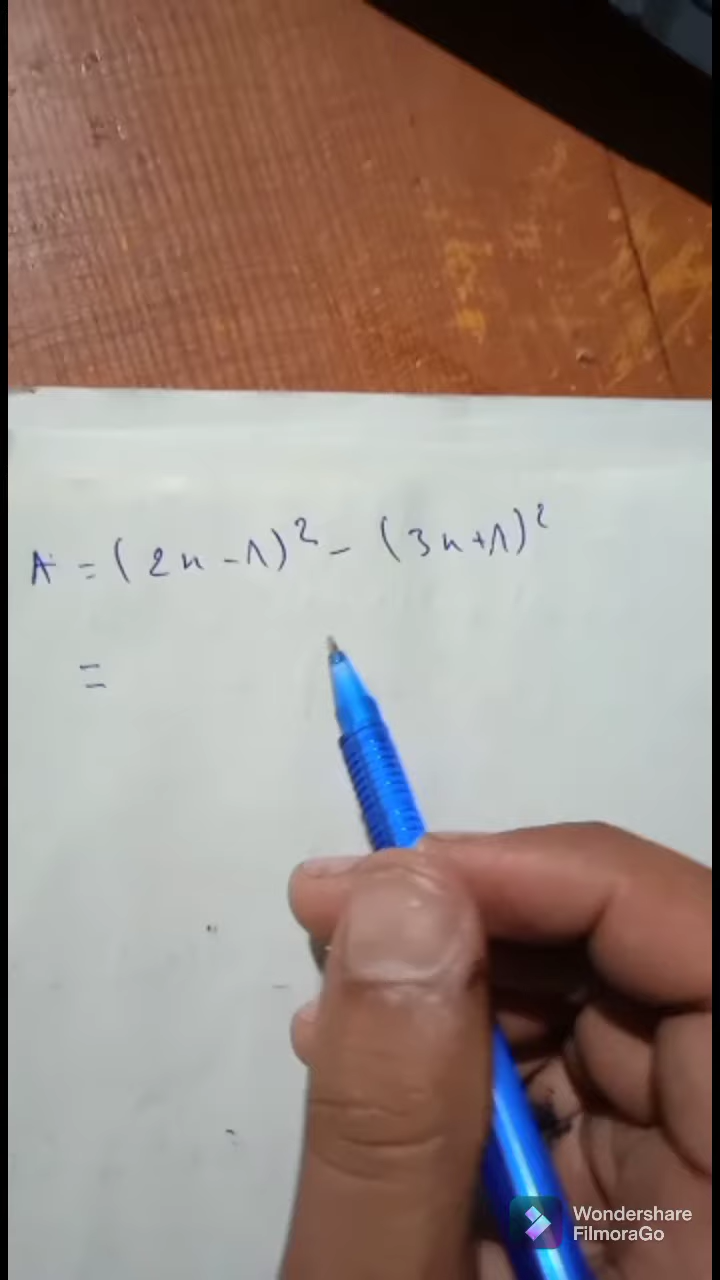 A = (2x - 1)² - (3x + 1)²
=
Wondershare
FilmoraGo